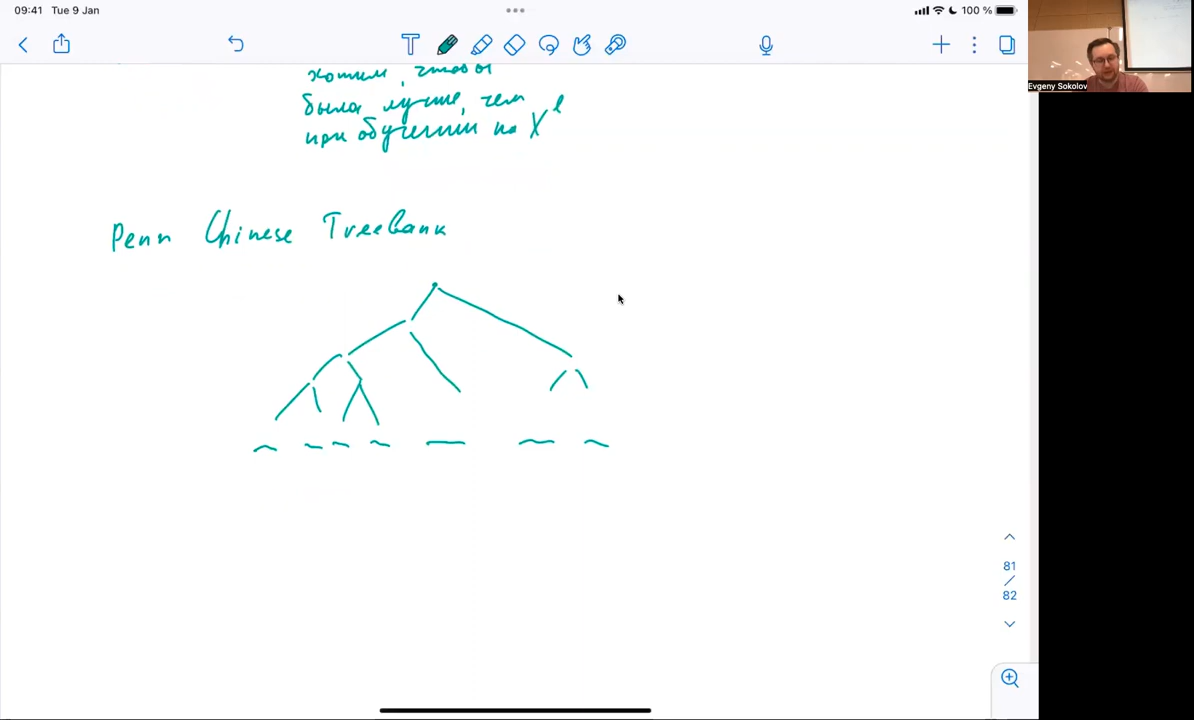 09:41 Tue 9 Jan
100 %
Evgeny Sokolov
хотим, чтобы
была лучше, чем
при обучении на X^l
Penn Chinese TreeBank
81
/
82